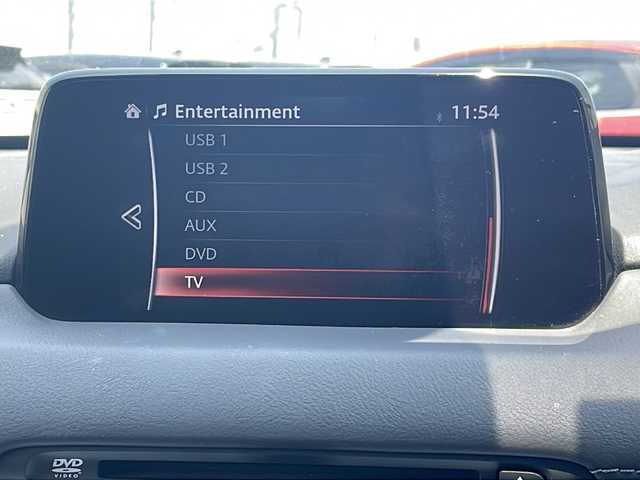 Entertainment 11:54
USB 1
USB 2
CD
AUX
DVD
TV
DVD
VIDEO